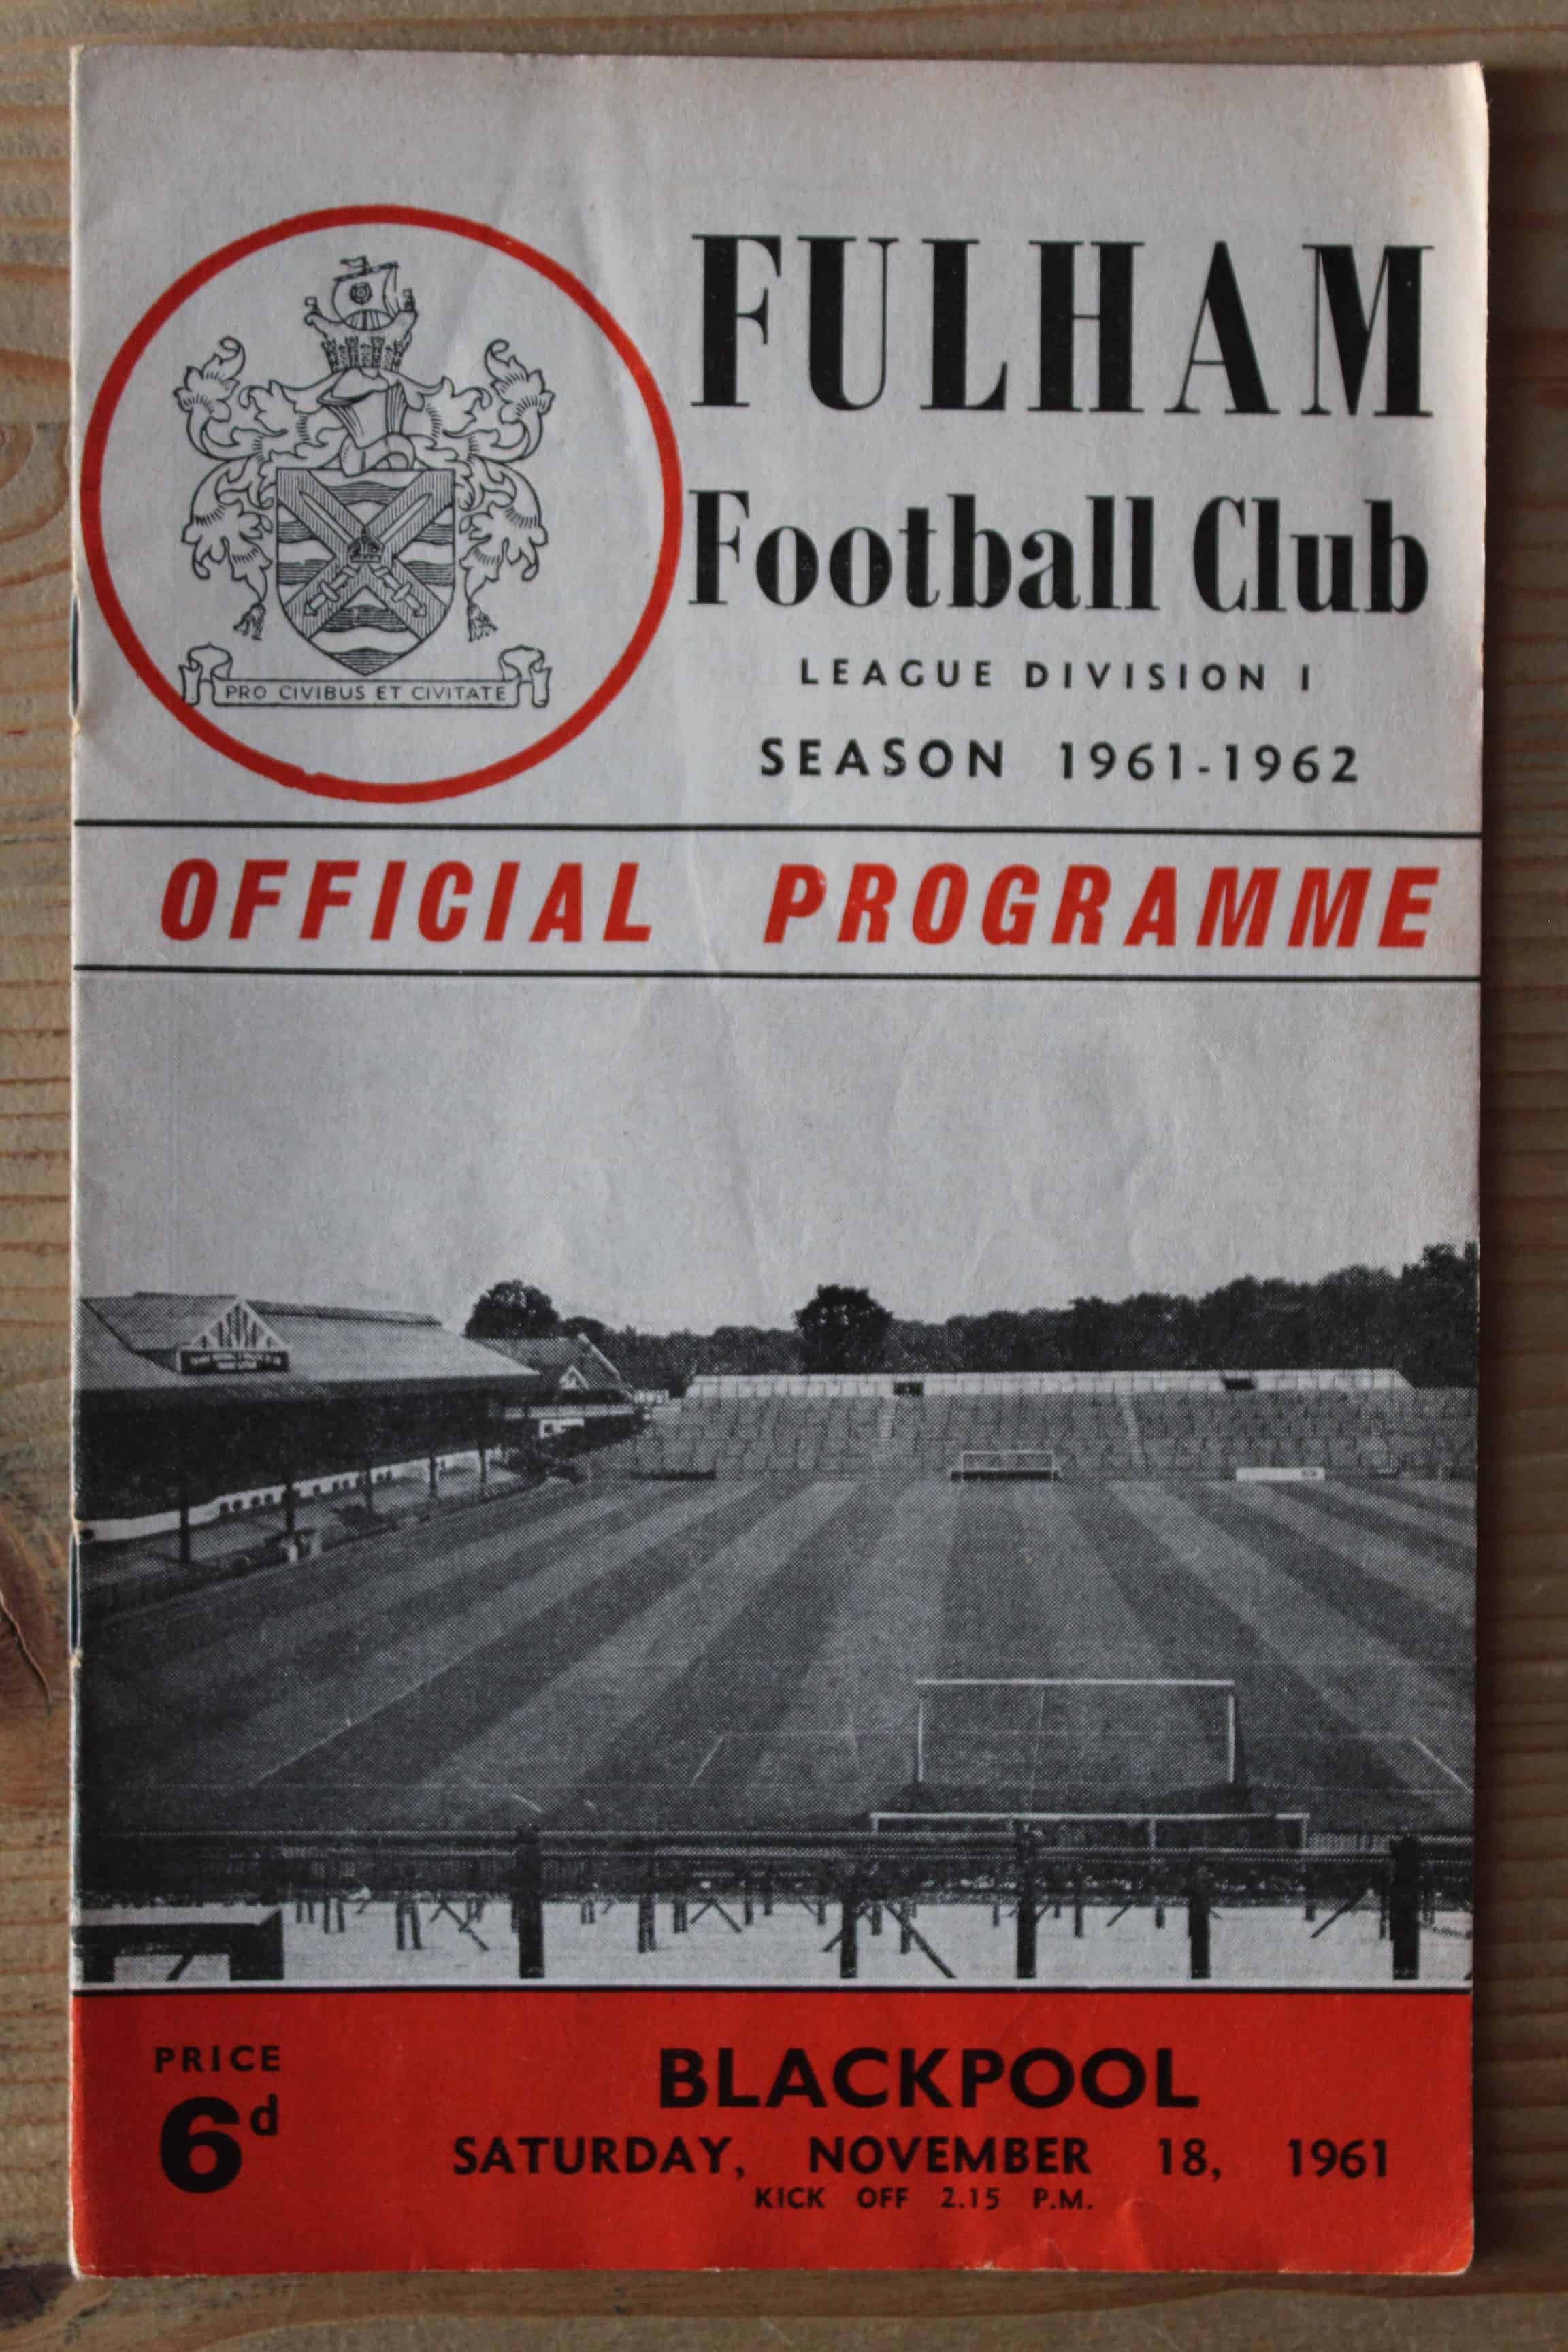 FULHAM
Football Club
LEAGUE DIVISION I
SEASON 1961-1962
PRO CIVIBUS ET CIVITATE
OFFICIAL PROGRAMME
PRICE
6d
BLACKPOOL
SATURDAY, NOVEMBER 18, 1961
KICK OFF 2.15 P.M.